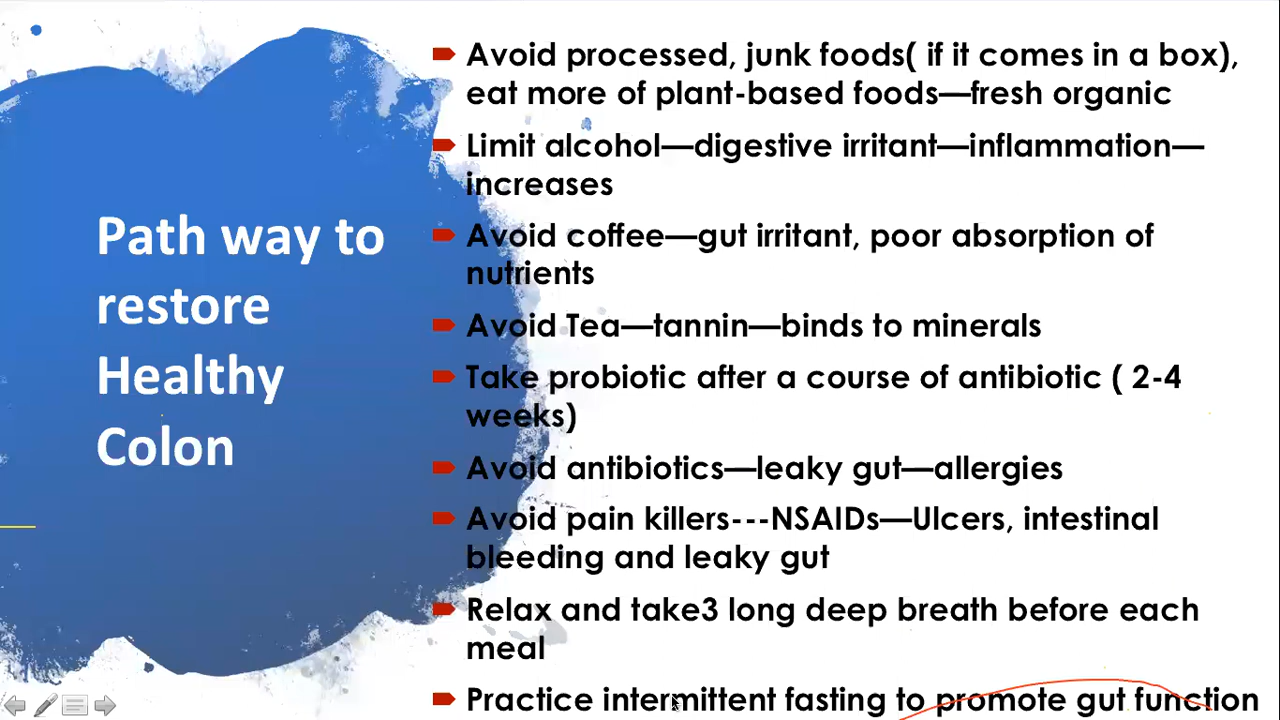 Path way to
restore
Healthy
Colon
Avoid processed, junk foods( if it comes in a box),
eat more of plant-based foods—fresh organic
Limit alcohol—digestive irritant—inflammation—
increases
Avoid coffee—gut irritant, poor absorption of
nutrients
Avoid Tea—tannin—binds to minerals
Take probiotic after a course of antibiotic ( 2-4
weeks)
Avoid antibiotics—leaky gut—allergies
Avoid pain killers---NSAIDs—Ulcers, intestinal
bleeding and leaky gut
Relax and take3 long deep breath before each
meal
Practice intermittent fasting to promote gut function